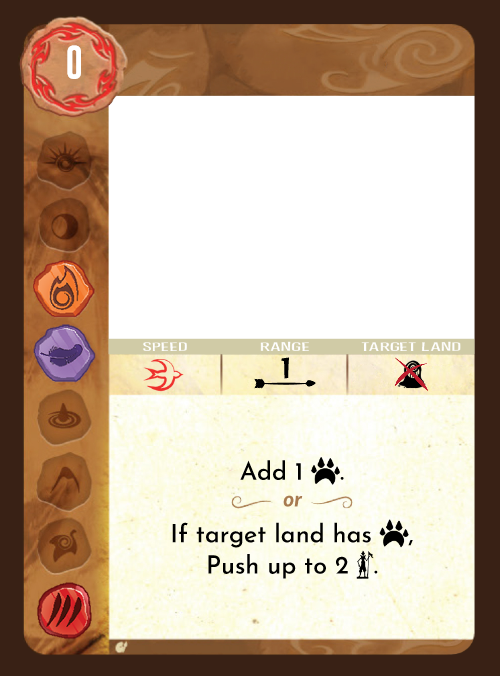 0
SPEED RANGE TARGET LAND
1
Add 1 .
or
If target land has ,
Push up to 2 .